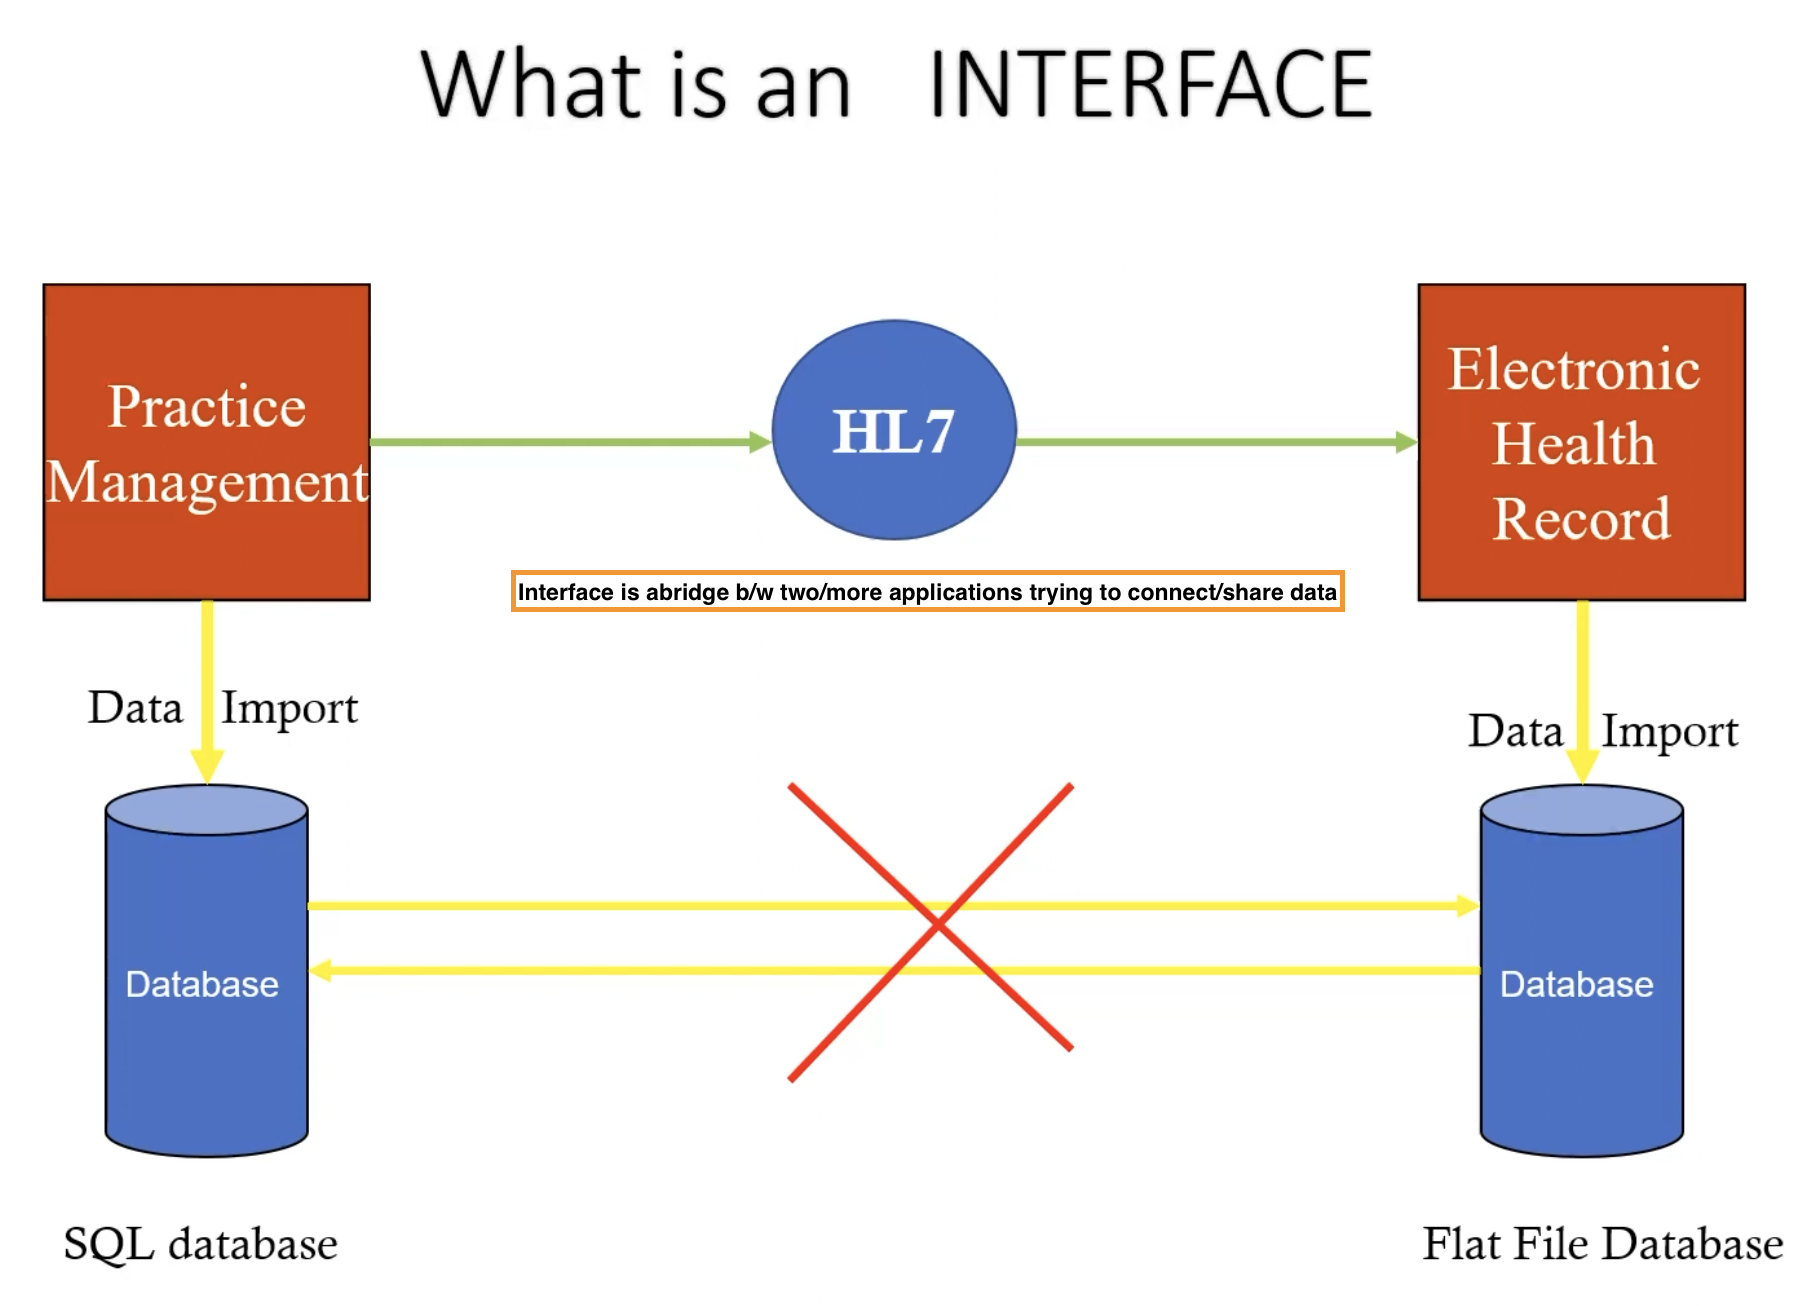 What is an INTERFACE
Practice
Management
HL7
Electronic
Health
Record
Interface is abridge b/w two/more applications trying to connect/share data
Data Import
Data Import
Database
Database
SQL database
Flat File Database